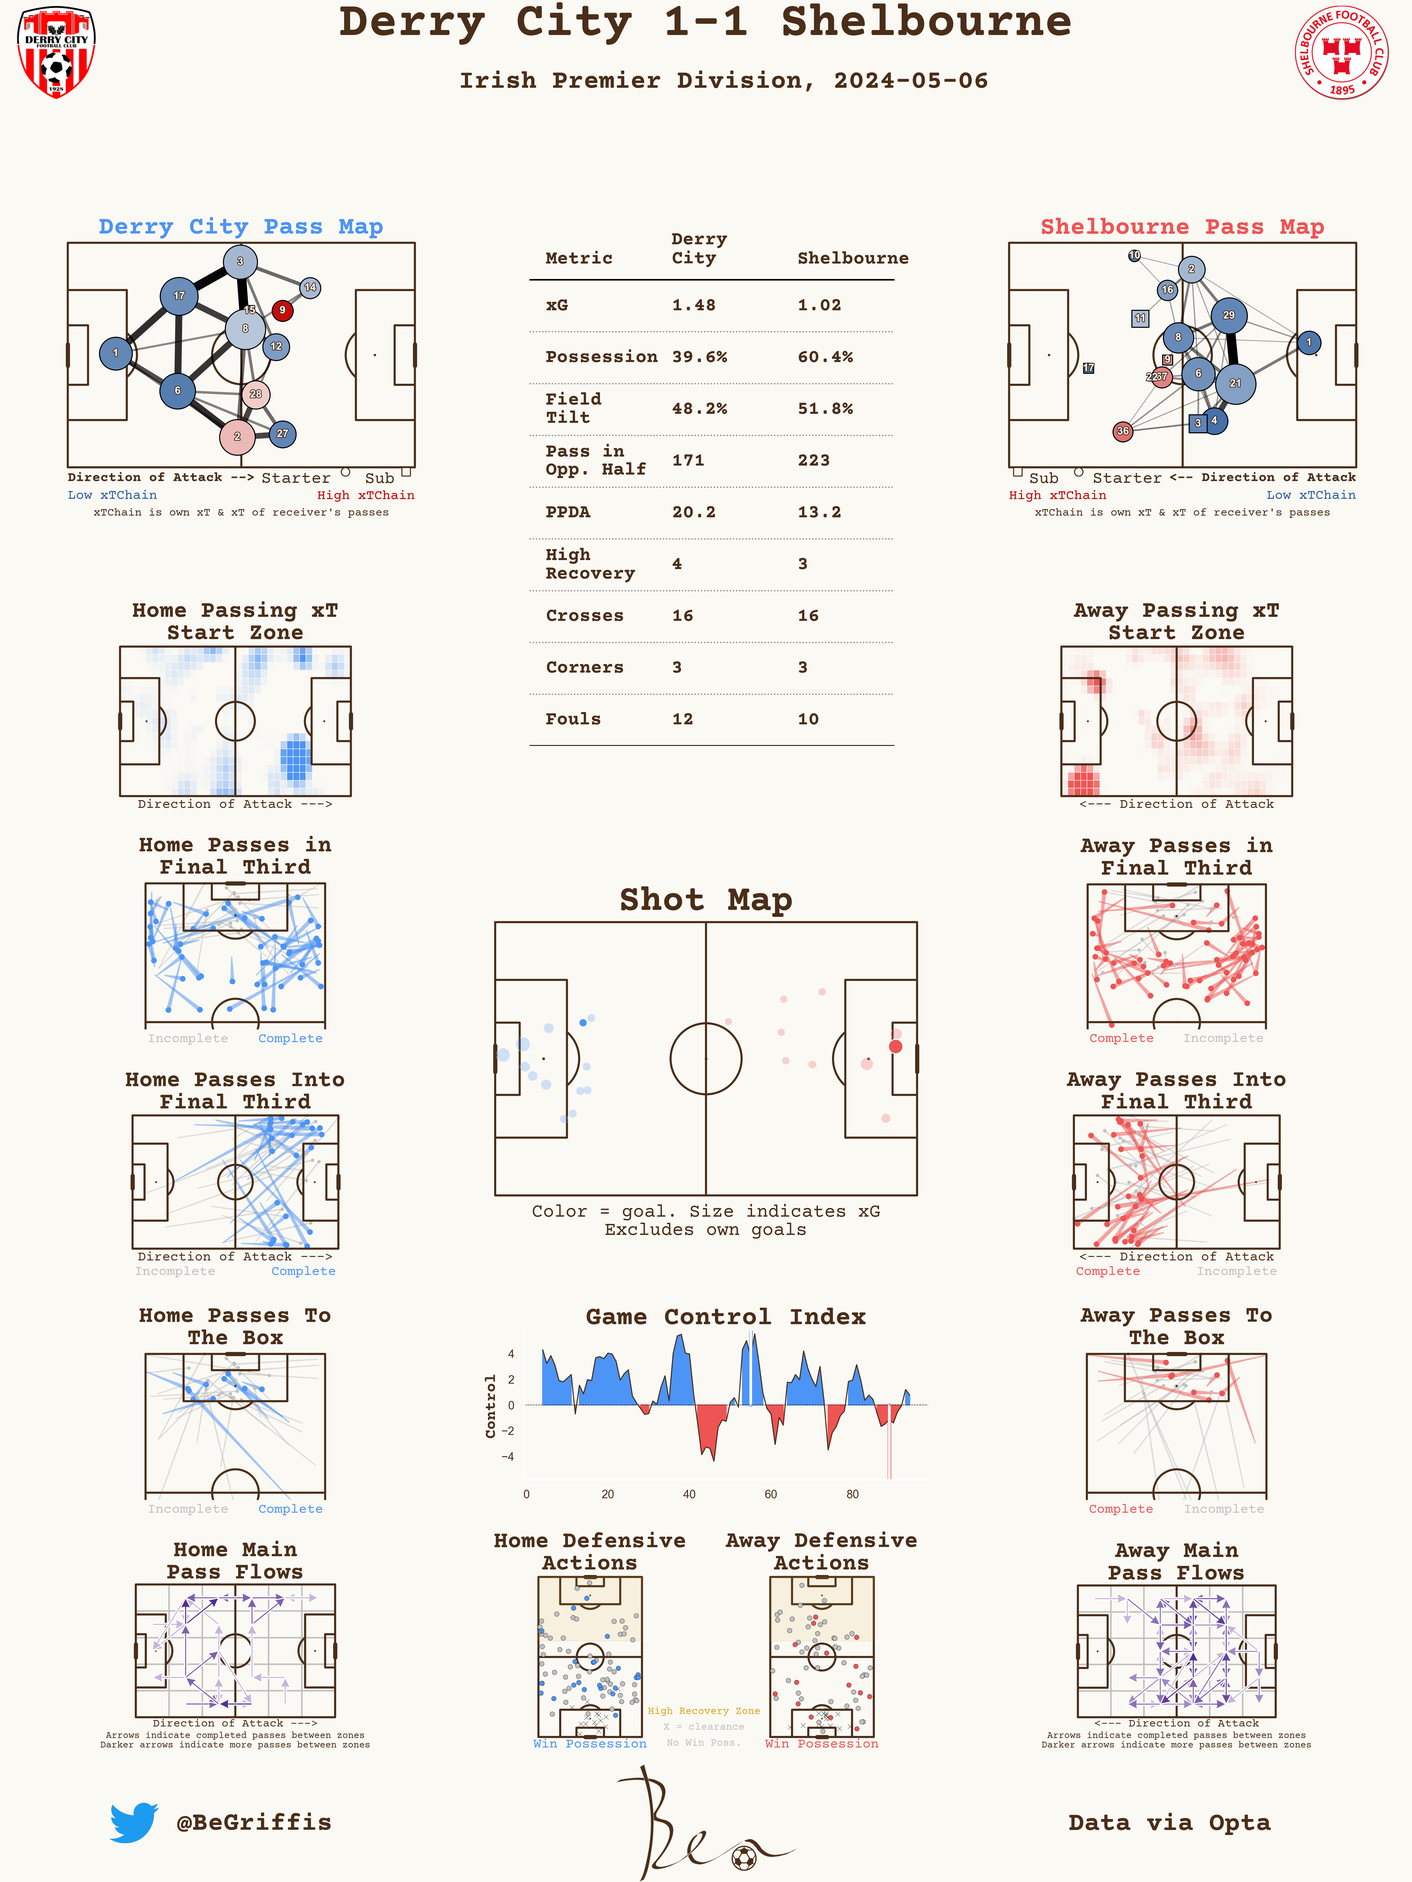 Derry City 1-1 Shelbourne
Irish Premier Division, 2024-05-06
DERRY CITY
FOOTBALL CLUB
1928
SHELBOURNE FOOTBALL CLUB
1895
Derry City Pass Map
3
17
14
15
9
8
12
1
6
28
2
27
Direction of Attack --> Starter Sub
Low xTChain High xTChain
xTChain is own xT & xT of receiver's passes
Metric Derry City Shelbourne
xG 1.48 1.02
Possession 39.6% 60.4%
Field Tilt 48.2% 51.8%
Pass in Opp. Half 171 223
PPDA 20.2 13.2
High Recovery 4 3
Crosses 16 16
Corners 3 3
Fouls 12 10
Shelbourne Pass Map
10
2
16
11
29
8
1
9
17
22
27
6
21
36
3
4
Sub Starter <-- Direction of Attack
High xTChain Low xTChain
xTChain is own xT & xT of receiver's passes
Home Passing xT
Start Zone
Direction of Attack --->
Away Passing xT
Start Zone
<--- Direction of Attack
Home Passes in
Final Third
Incomplete Complete
Shot Map
Color = goal. Size indicates xG
Excludes own goals
Away Passes in
Final Third
Complete Incomplete
Home Passes Into
Final Third
Direction of Attack --->
Incomplete Complete
Away Passes Into
Final Third
<--- Direction of Attack
Complete Incomplete
Home Passes To
The Box
Incomplete Complete
Game Control Index
Control
4
2
0
−2
−4
0 20 40 60 80
Away Passes To
The Box
Complete Incomplete
Home Main
Pass Flows
Direction of Attack --->
Arrows indicate completed passes between zones
Darker arrows indicate more passes between zones
Home Defensive
Actions
Win Possession
High Recovery Zone
X = clearance
No Win Poss.
Away Defensive
Actions
Win Possession
Away Main
Pass Flows
<--- Direction of Attack
Arrows indicate completed passes between zones
Darker arrows indicate more passes between zones
@BeGriffis
Ben
Data via Opta